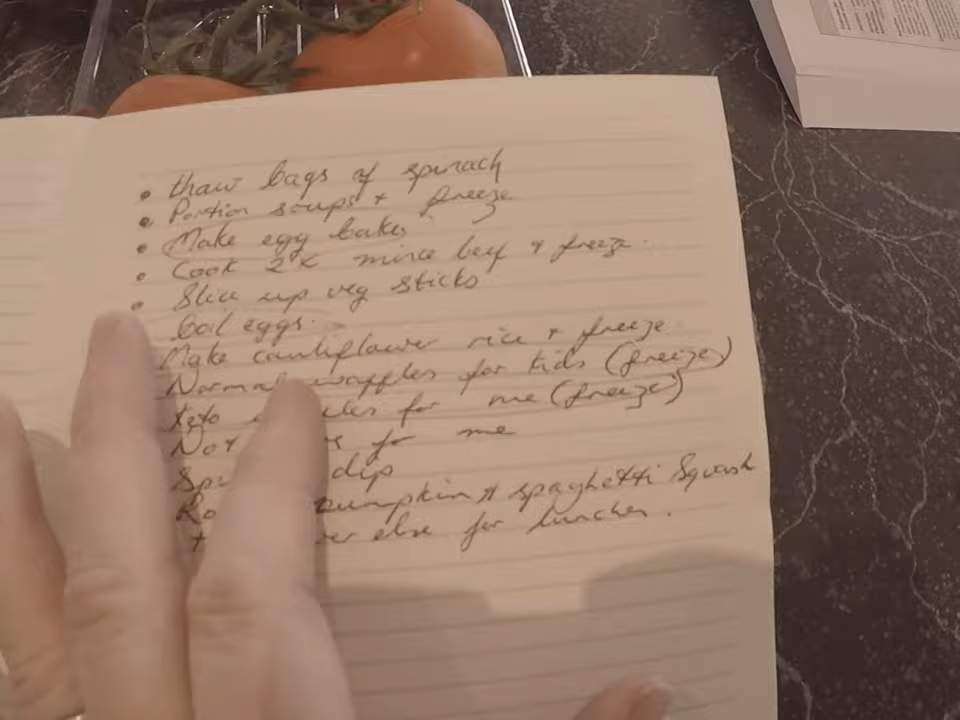 • thaw bags of spinach
• Portion soups + freeze
• Make egg bake
• Cook 2K mince beef + freeze.
• Slice up veg sticks
boil eggs.
Make cauliflower rice + freeze
Normal waffles for kids (freeze)
Keto for me (freeze)
for me
dip
pumpkin + spaghetti Squash
else for lunches.